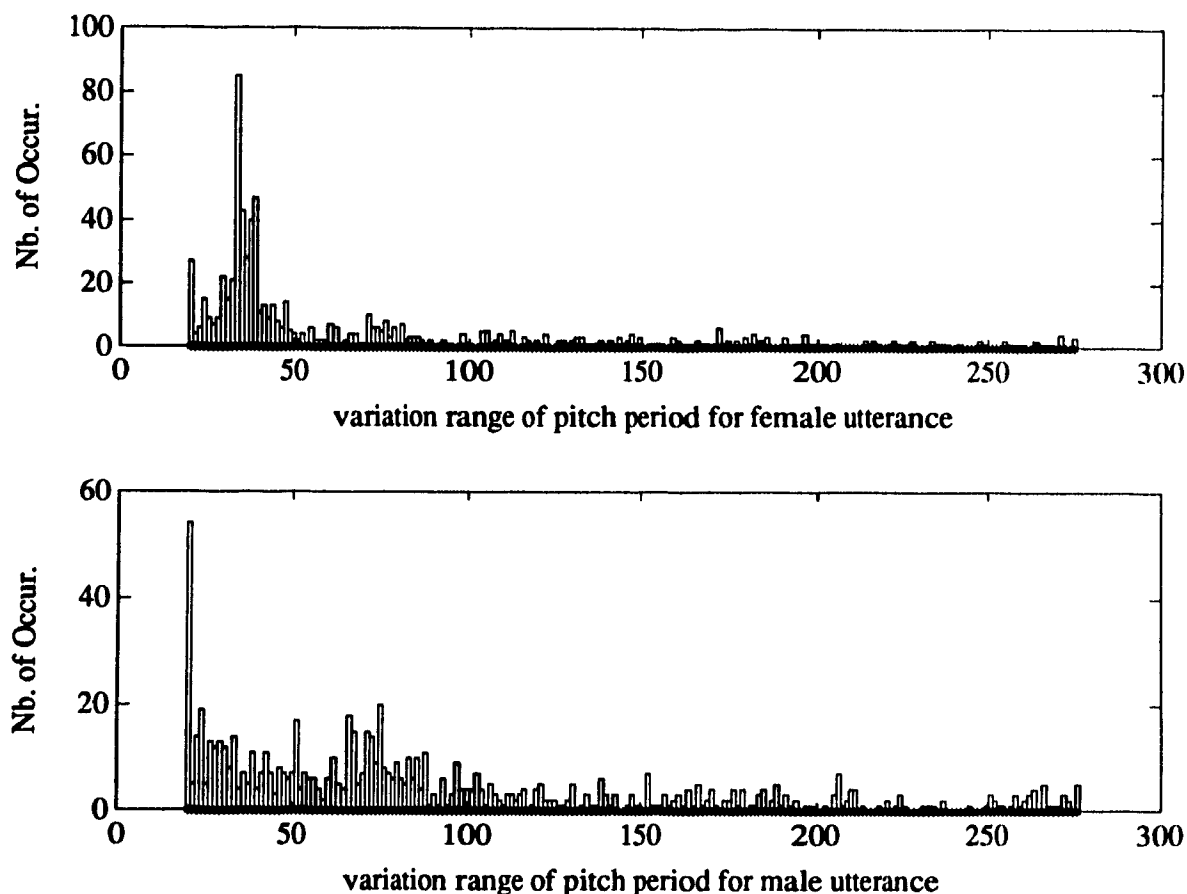 100
80
60
40
20
0
Nb. of Occur.
0 50 100 150 200 250 300
variation range of pitch period for female utterance
60
40
20
0
Nb. of Occur.
0 50 100 150 200 250 300
variation range of pitch period for male utterance